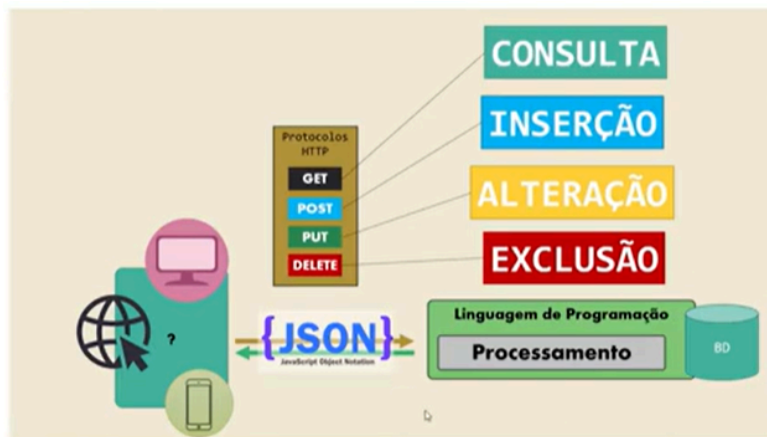 CONSULTA
INSERÇÃO
ALTERAÇÃO
EXCLUSÃO
Protocolos
HTTP
GET
POST
PUT
DELETE
?
{JSON}
JavaScript Object Notation
Linguagem de Programação
Processamento
BD